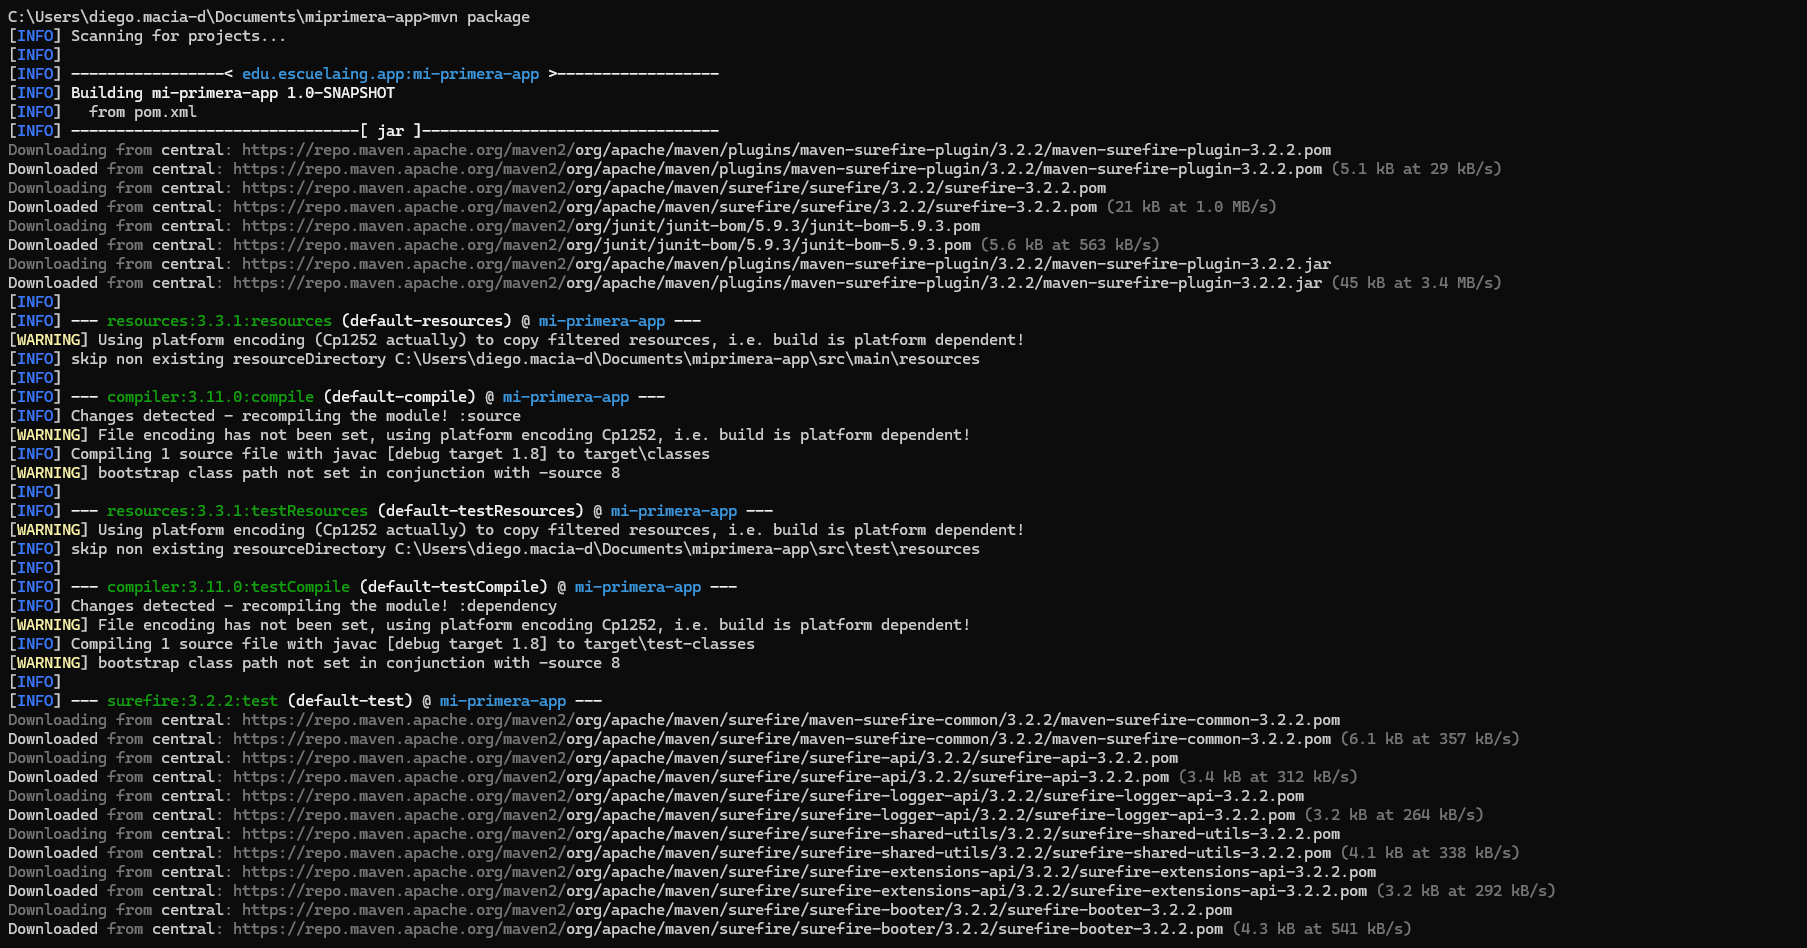 C:\Users\diego.macia-d\Documents\miprimera-app>mvn package
[INFO] Scanning for projects...
[INFO]
[INFO] -----------------< edu.escuelaing.app:mi-primera-app >------------------
[INFO] Building mi-primera-app 1.0-SNAPSHOT
[INFO]   from pom.xml
[INFO] --------------------------------[ jar ]---------------------------------
Downloading from central: https://repo.maven.apache.org/maven2/org/apache/maven/plugins/maven-surefire-plugin/3.2.2/maven-surefire-plugin-3.2.2.pom
Downloaded from central: https://repo.maven.apache.org/maven2/org/apache/maven/plugins/maven-surefire-plugin/3.2.2/maven-surefire-plugin-3.2.2.pom (5.1 kB at 29 kB/s)
Downloading from central: https://repo.maven.apache.org/maven2/org/apache/maven/surefire/surefire/3.2.2/surefire-3.2.2.pom
Downloaded from central: https://repo.maven.apache.org/maven2/org/apache/maven/surefire/surefire/3.2.2/surefire-3.2.2.pom (21 kB at 1.0 MB/s)
Downloading from central: https://repo.maven.apache.org/maven2/org/junit/junit-bom/5.9.3/junit-bom-5.9.3.pom
Downloaded from central: https://repo.maven.apache.org/maven2/org/junit/junit-bom/5.9.3/junit-bom-5.9.3.pom (5.6 kB at 563 kB/s)
Downloading from central: https://repo.maven.apache.org/maven2/org/apache/maven/plugins/maven-surefire-plugin/3.2.2/maven-surefire-plugin-3.2.2.jar
Downloaded from central: https://repo.maven.apache.org/maven2/org/apache/maven/plugins/maven-surefire-plugin/3.2.2/maven-surefire-plugin-3.2.2.jar (45 kB at 3.4 MB/s)
[INFO]
[INFO] --- resources:3.3.1:resources (default-resources) @ mi-primera-app ---
[WARNING] Using platform encoding (Cp1252 actually) to copy filtered resources, i.e. build is platform dependent!
[INFO] skip non existing resourceDirectory C:\Users\diego.macia-d\Documents\miprimera-app\src\main\resources
[INFO]
[INFO] --- compiler:3.11.0:compile (default-compile) @ mi-primera-app ---
[INFO] Changes detected - recompiling the module! :source
[WARNING] File encoding has not been set, using platform encoding Cp1252, i.e. build is platform dependent!
[INFO] Compiling 1 source file with javac [debug target 1.8] to target\classes
[WARNING] bootstrap class path not set in conjunction with -source 8
[INFO]
[INFO] --- resources:3.3.1:testResources (default-testResources) @ mi-primera-app ---
[WARNING] Using platform encoding (Cp1252 actually) to copy filtered resources, i.e. build is platform dependent!
[INFO] skip non existing resourceDirectory C:\Users\diego.macia-d\Documents\miprimera-app\src\test\resources
[INFO]
[INFO] --- compiler:3.11.0:testCompile (default-testCompile) @ mi-primera-app ---
[INFO] Changes detected - recompiling the module! :dependency
[WARNING] File encoding has not been set, using platform encoding Cp1252, i.e. build is platform dependent!
[INFO] Compiling 1 source file with javac [debug target 1.8] to target\test-classes
[WARNING] bootstrap class path not set in conjunction with -source 8
[INFO]
[INFO] --- surefire:3.2.2:test (default-test) @ mi-primera-app ---
Downloading from central: https://repo.maven.apache.org/maven2/org/apache/maven/surefire/maven-surefire-common/3.2.2/maven-surefire-common-3.2.2.pom
Downloaded from central: https://repo.maven.apache.org/maven2/org/apache/maven/surefire/maven-surefire-common/3.2.2/maven-surefire-common-3.2.2.pom (6.1 kB at 357 kB/s)
Downloading from central: https://repo.maven.apache.org/maven2/org/apache/maven/surefire/surefire-api/3.2.2/surefire-api-3.2.2.pom
Downloaded from central: https://repo.maven.apache.org/maven2/org/apache/maven/surefire/surefire-api/3.2.2/surefire-api-3.2.2.pom (3.4 kB at 312 kB/s)
Downloading from central: https://repo.maven.apache.org/maven2/org/apache/maven/surefire/surefire-logger-api/3.2.2/surefire-logger-api-3.2.2.pom
Downloaded from central: https://repo.maven.apache.org/maven2/org/apache/maven/surefire/surefire-logger-api/3.2.2/surefire-logger-api-3.2.2.pom (3.2 kB at 264 kB/s)
Downloading from central: https://repo.maven.apache.org/maven2/org/apache/maven/surefire/surefire-shared-utils/3.2.2/surefire-shared-utils-3.2.2.pom
Downloaded from central: https://repo.maven.apache.org/maven2/org/apache/maven/surefire/surefire-shared-utils/3.2.2/surefire-shared-utils-3.2.2.pom (4.1 kB at 338 kB/s)
Downloading from central: https://repo.maven.apache.org/maven2/org/apache/maven/surefire/surefire-extensions-api/3.2.2/surefire-extensions-api-3.2.2.pom
Downloaded from central: https://repo.maven.apache.org/maven2/org/apache/maven/surefire/surefire-extensions-api/3.2.2/surefire-extensions-api-3.2.2.pom (3.2 kB at 292 kB/s)
Downloading from central: https://repo.maven.apache.org/maven2/org/apache/maven/surefire/surefire-booter/3.2.2/surefire-booter-3.2.2.pom
Downloaded from central: https://repo.maven.apache.org/maven2/org/apache/maven/surefire/surefire-booter/3.2.2/surefire-booter-3.2.2.pom (4.3 kB at 541 kB/s)